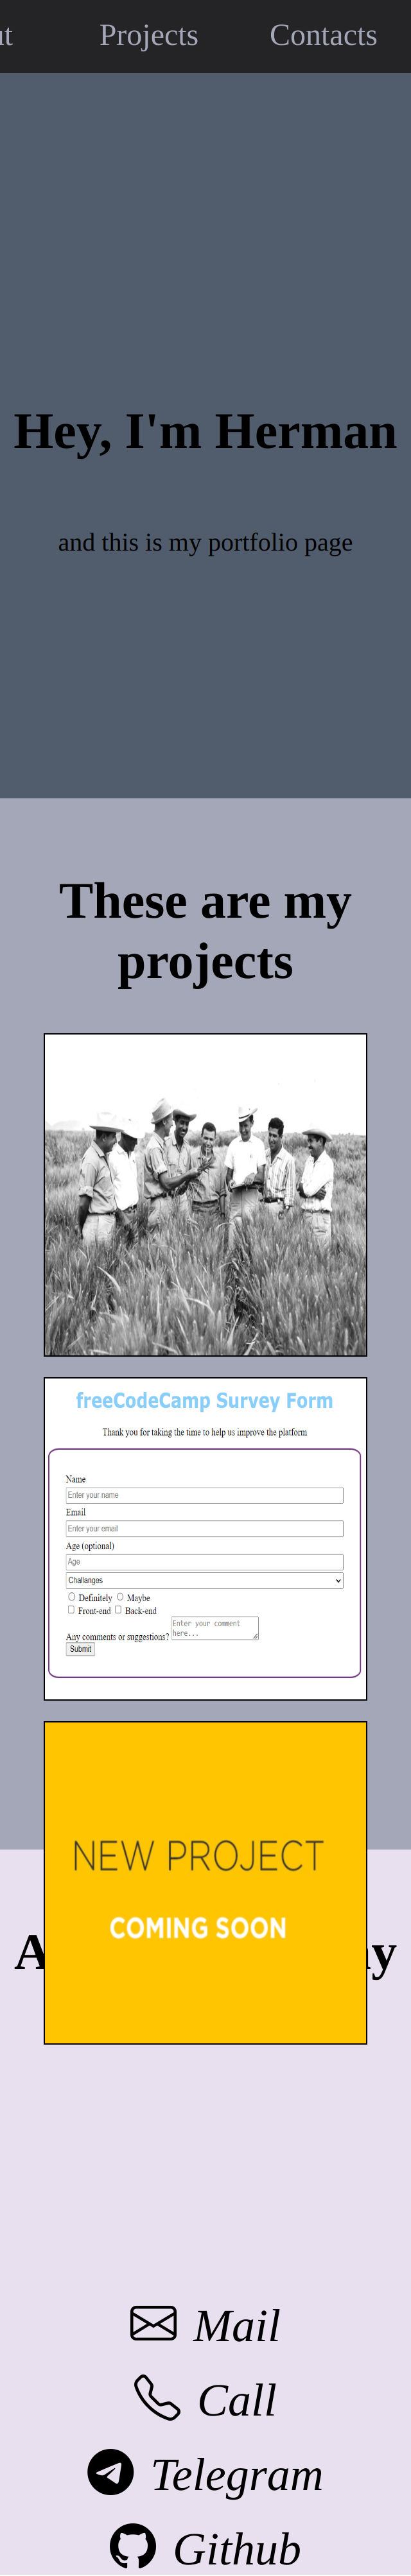 Projects Contacts
Hey, I'm Herman
and this is my portfolio page
These are my
projects
freeCodeCamp Survey Form
Thank you for taking the time to help us improve the platform
Name
Enter your name
Email
Enter your email
Age (optional)
Age
Challanges
Definitely Maybe
Front-end Back-end
Any comments or suggestions? Enter your comment
here...
Submit
NEW PROJECT
COMING SOON
Mail
Call
Telegram
Github